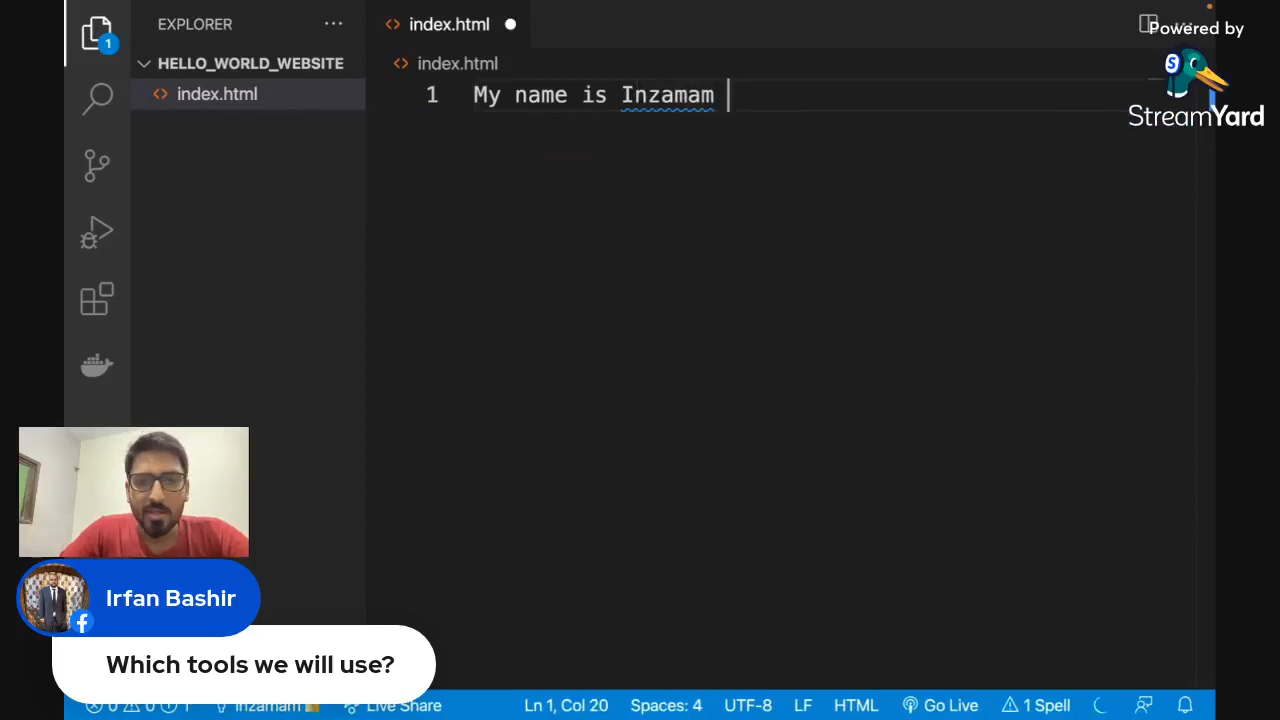 EXPLORER
index.html
Powered by
StreamYard
HELLO_WORLD_WEBSITE
index.html
index.html
1
1 My name is Inzamam
Irfan Bashir
Which tools we will use?
Inzamam
Live Share
Ln 1, Col 20
Spaces: 4
UTF-8
LF
HTML
Go Live
1 Spell